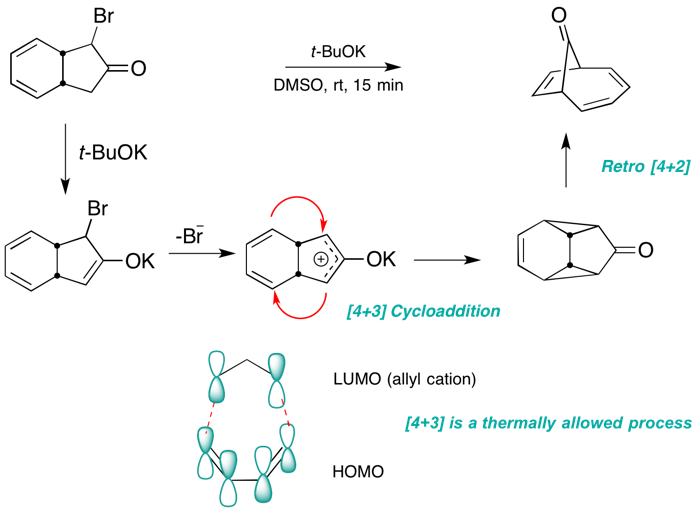 Br
O
t-BuOK
DMSO, rt, 15 min
O
t-BuOK
Retro [4+2]
Br
OK
-Br⁻
+
OK
O
[4+3] Cycloaddition
LUMO (allyl cation)
[4+3] is a thermally allowed process
HOMO